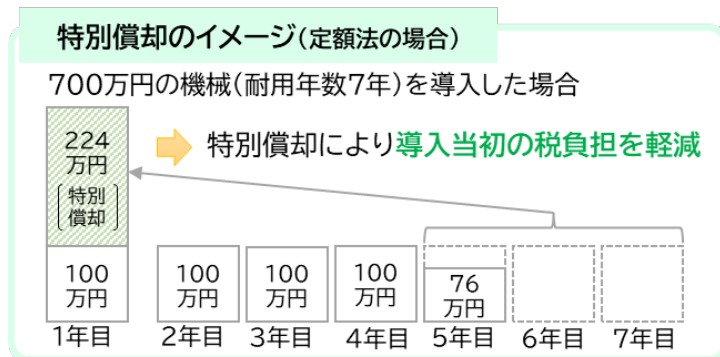 特別償却のイメージ(定額法の場合)
700万円の機械(耐用年数7年)を導入した場合
224
万円
特別
償却
特別償却により導入当初の税負担を軽減
100
万円
100
万円
100
万円
100
万円
76
万円
1年目
2年目
3年目
4年目
5年目
6年目
7年目